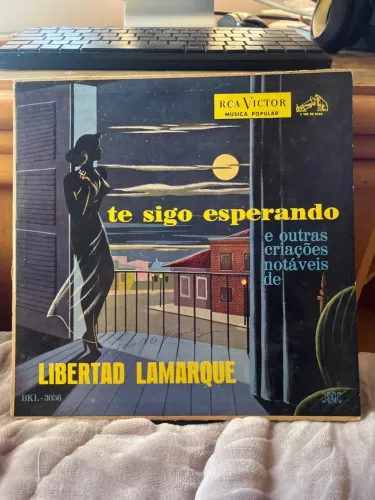 RCA VICTOR
MUSICA POPULAR
te sigo esperando
e outras
criações
notáveis
de
LIBERTAD LAMARQUE
BKL-3056